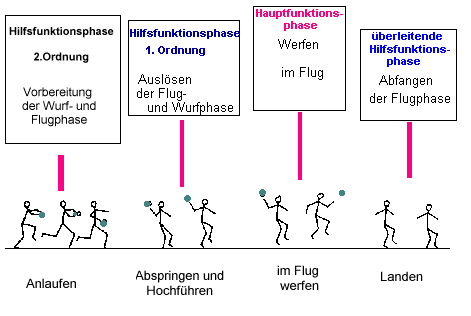 Hilfsfunktionsphase
2.Ordnung
Vorbereitung
der Wurf- und
Flugphase
Hilfsfunktionsphase
1. Ordnung
Auslösen
der Flug-
und Wurfphase
Hauptfunktions-
phase
Werfen
im Flug
überleitende
Hilfsfunktions-
phase
Abfangen
der Flugphase
Anlaufen
Abspringen und
Hochführen
im Flug
werfen
Landen